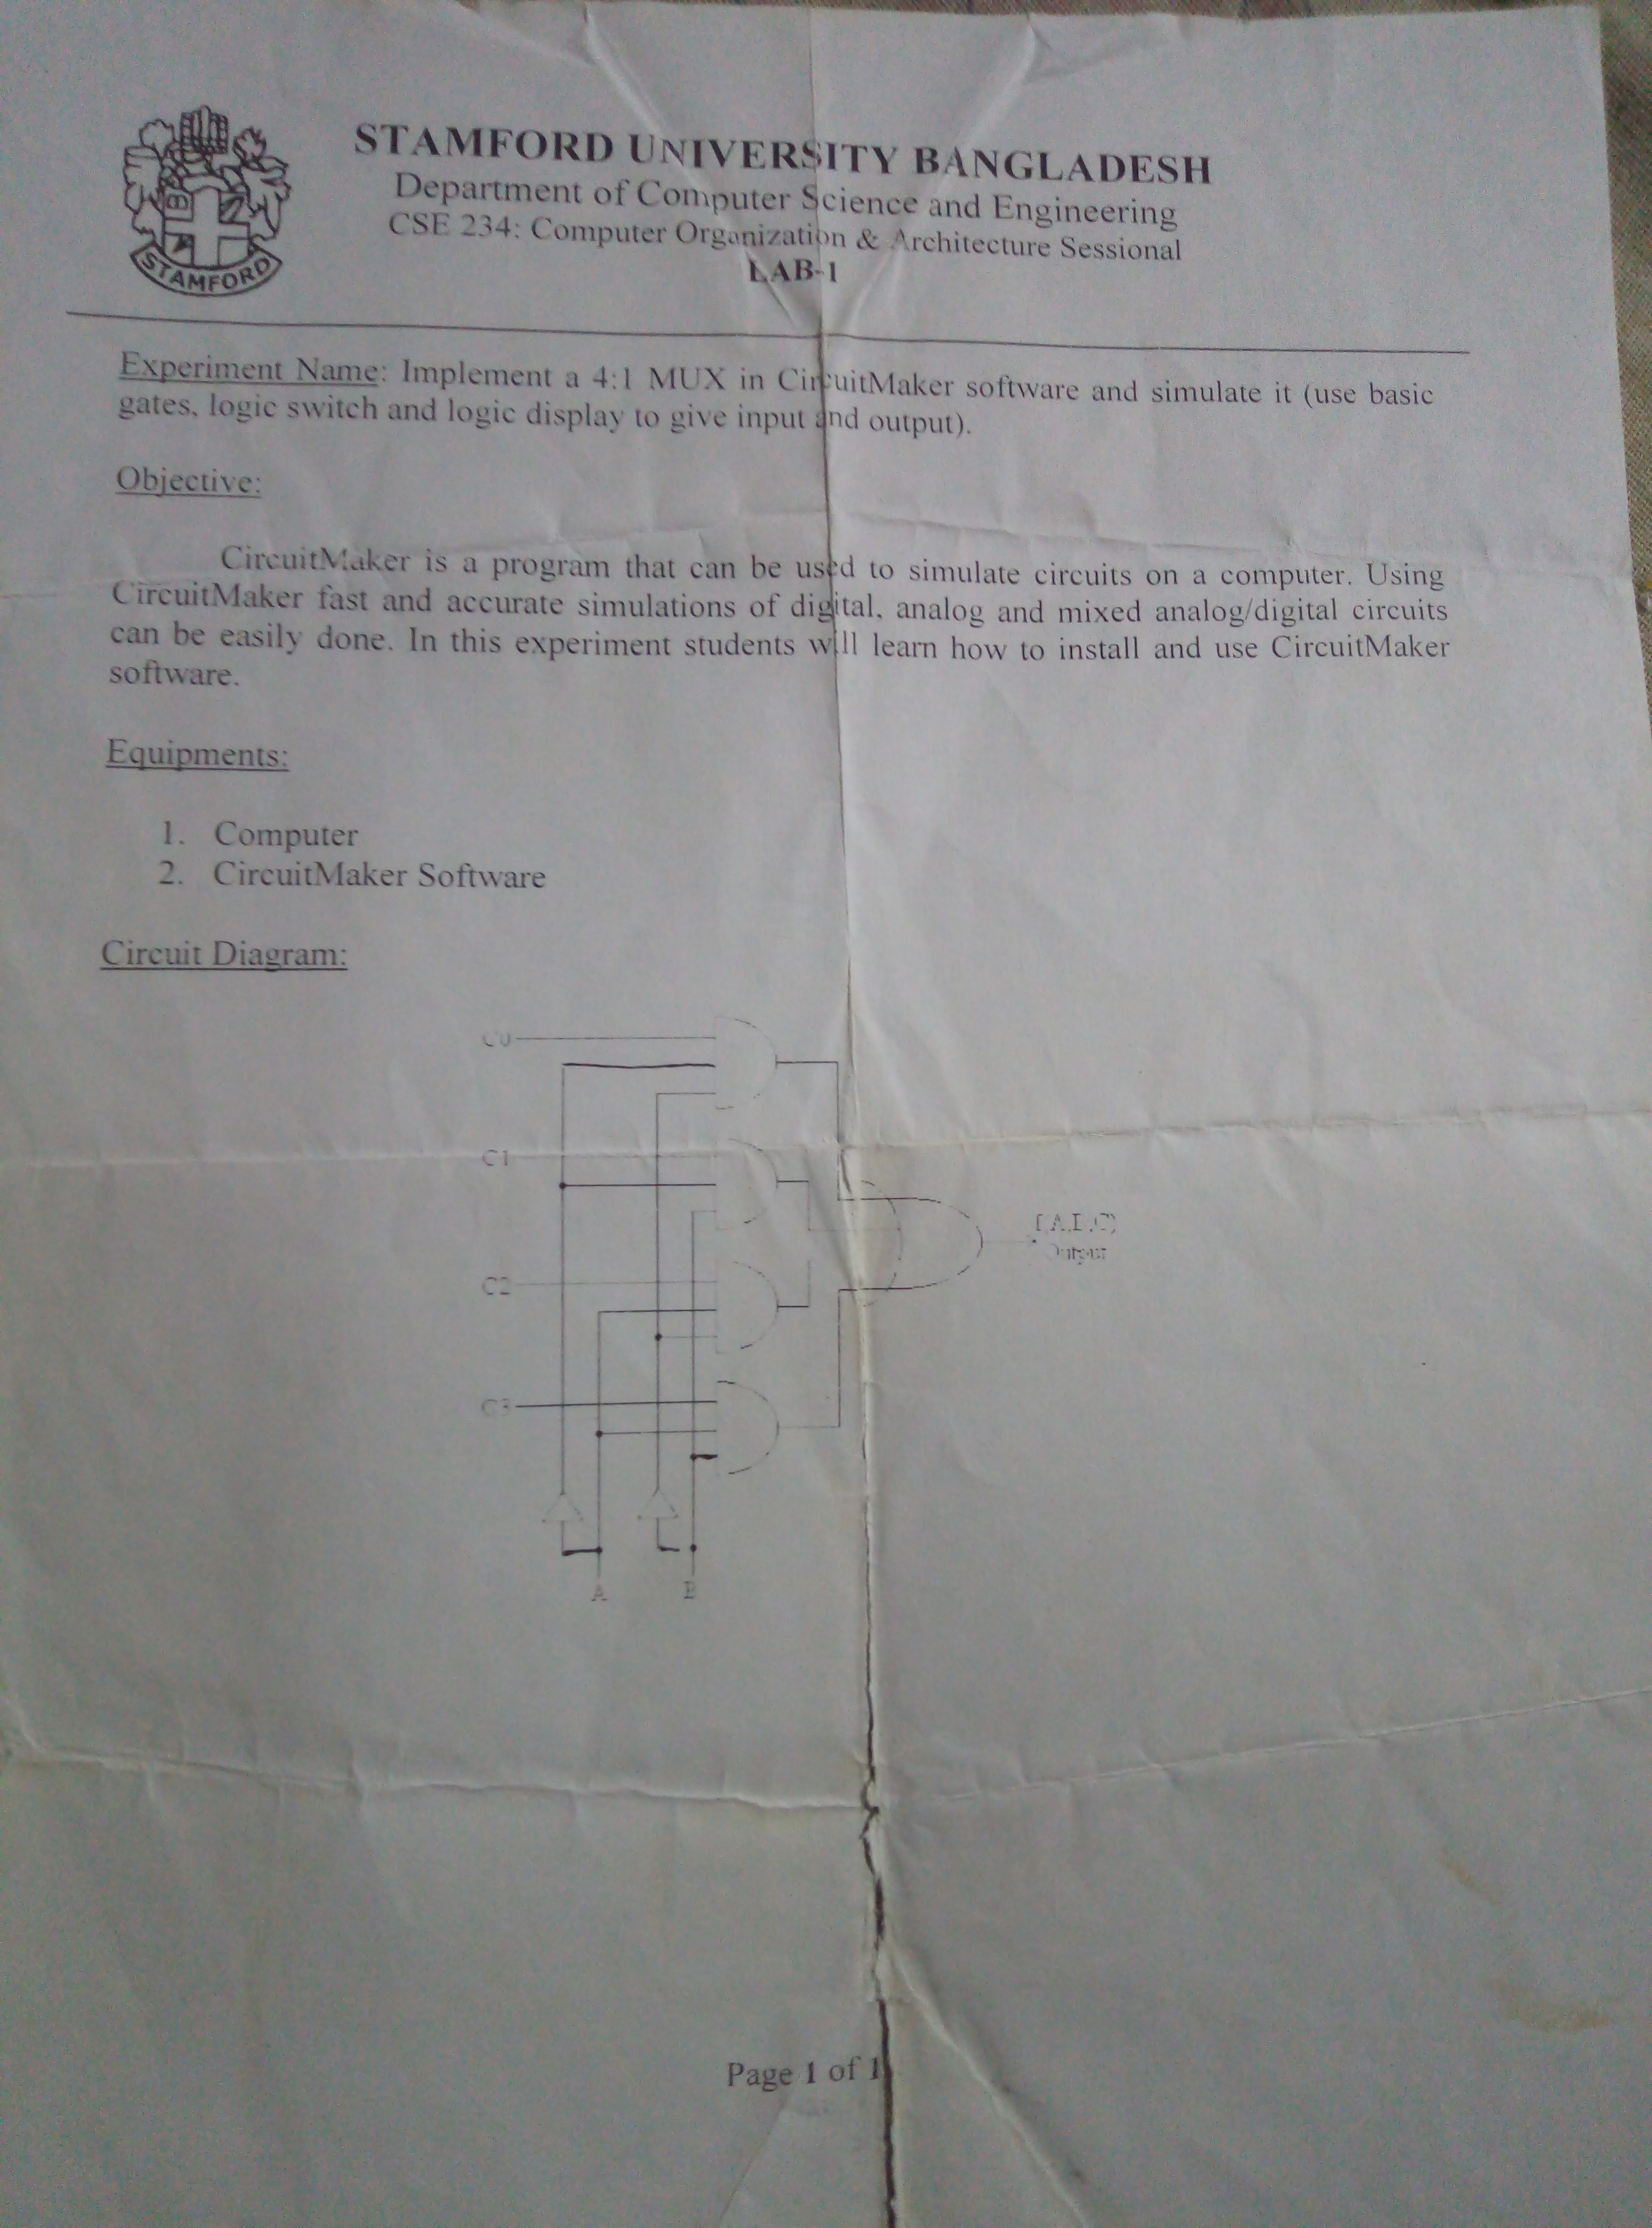 STAMFORD
STAMFORD UNIVERSITY BANGLADESH
Department of Computer Science and Engineering
CSE 234: Computer Organization & Architecture Sessional
LAB-1
Experiment Name: Implement a 4:1 MUX in CircuitMaker software and simulate it (use basic
gates, logic switch and logic display to give input and output).
Objective:
CircuitMaker is a program that can be used to simulate circuits on a computer. Using
CircuitMaker fast and accurate simulations of digital, analog and mixed analog/digital circuits
can be easily done. In this experiment students will learn how to install and use CircuitMaker
software.
Equipments:
1. Computer
2. CircuitMaker Software
Circuit Diagram:
C0
C1
C2
C3
Output
A B
Page 1 of 1